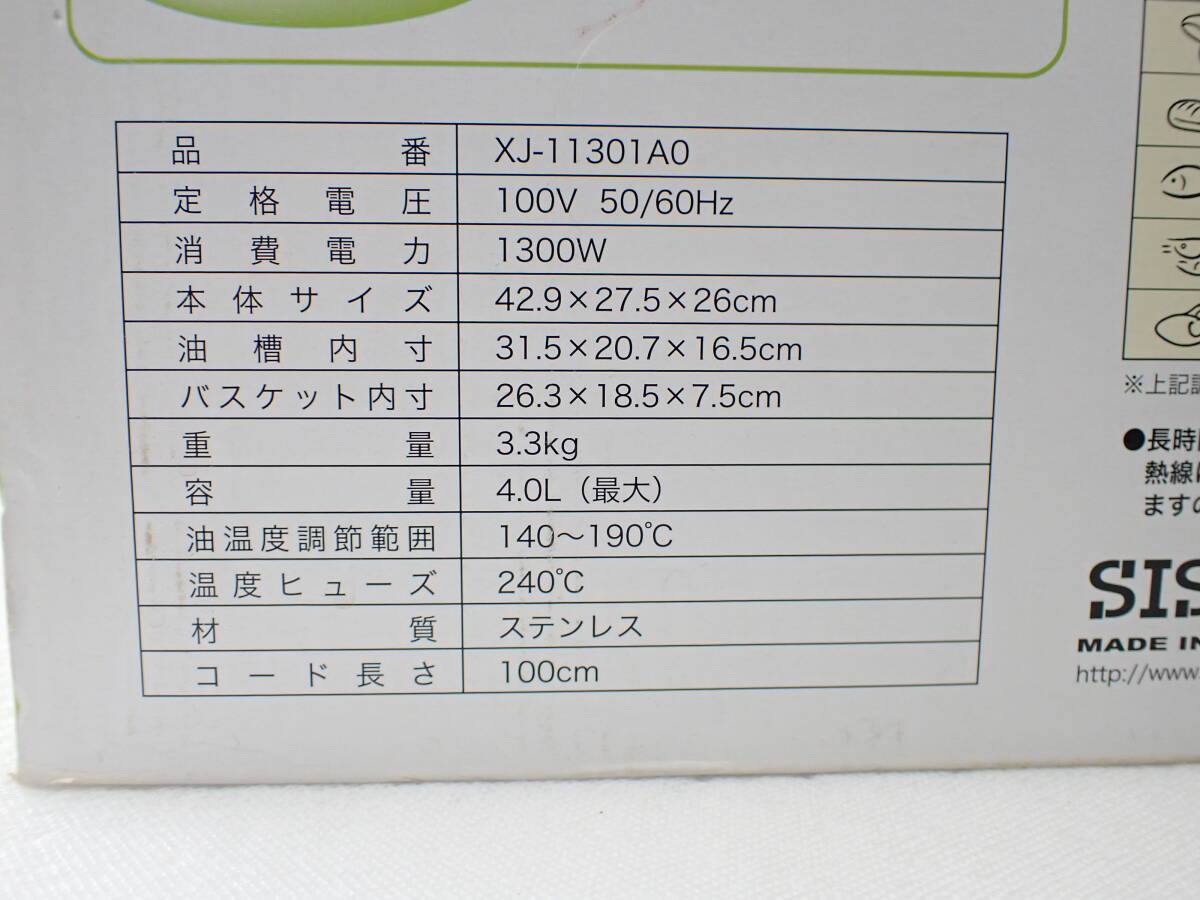 品番 XJ-11301A0
定格電圧 100V 50/60Hz
消費電力 1300W
本体サイズ 42.9×27.5×26cm
油槽内寸 31.5×20.7×16.5cm
バスケット内寸 26.3×18.5×7.5cm
重量 3.3kg
容量 4.0L（最大）
油温度調節範囲 140～190℃
温度ヒューズ 240℃
材質 ステンレス
コード長さ 100cm
※上記
●長時
熱線
ますの
SIS
MADE IN
http://www.